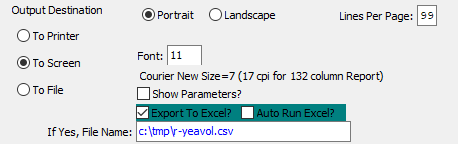 Output Destination
Portrait Landscape Lines Per Page: 99
To Printer
To Screen Font: 11
Courier New Size=7 (17 cpi for 132 column Report)
To File Show Parameters?
Export To Excel? Auto Run Excel?
If Yes, File Name: c:\tmp\r-yeavol.csv